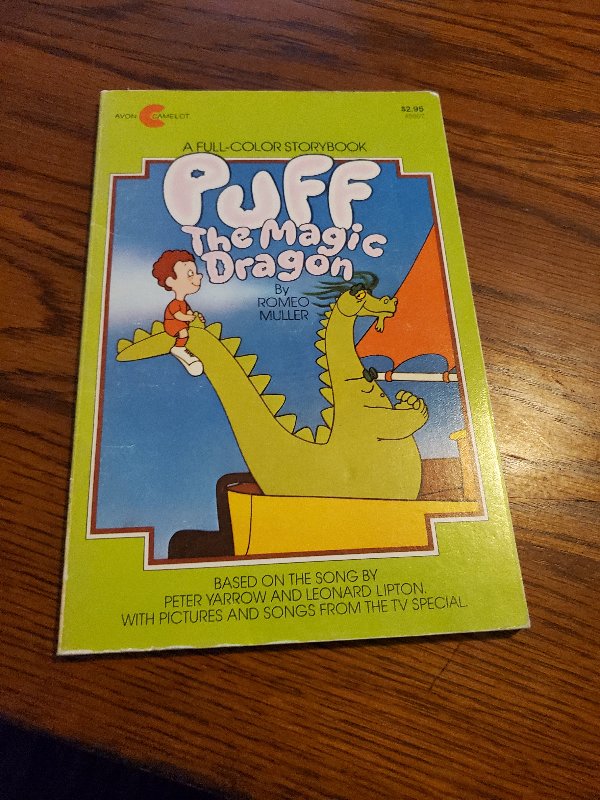 AVON CAMELOT
$2.95
A FULL-COLOR STORYBOOK
PUFF
The Magic
Dragon
By
ROMEO
MULLER
BASED ON THE SONG BY
PETER YARROW AND LEONARD LIPTON.
WITH PICTURES AND SONGS FROM THE TV SPECIAL.